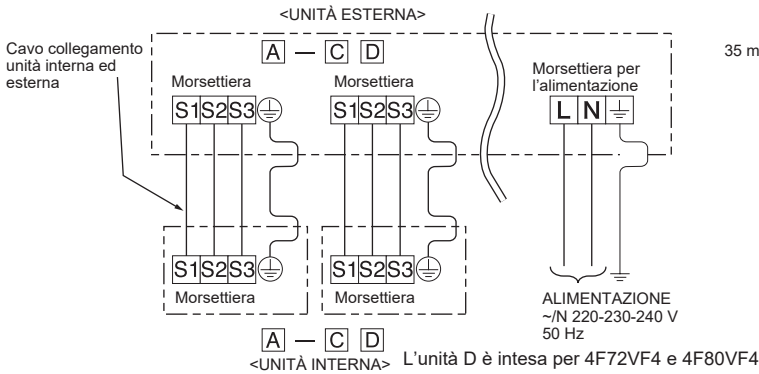 <UNITÀ ESTERNA>
Cavo collegamento
unità interna ed
esterna
A — C D
Morsettiera
S1 S2 S3
Morsettiera
S1 S2 S3
Morsettiera per
l'alimentazione
L N
35 m
S1 S2 S3
Morsettiera
S1 S2 S3
Morsettiera
ALIMENTAZIONE
~/N 220-230-240 V
50 Hz
A — C D
<UNITÀ INTERNA>
L'unità D è intesa per 4F72VF4 e 4F80VF4